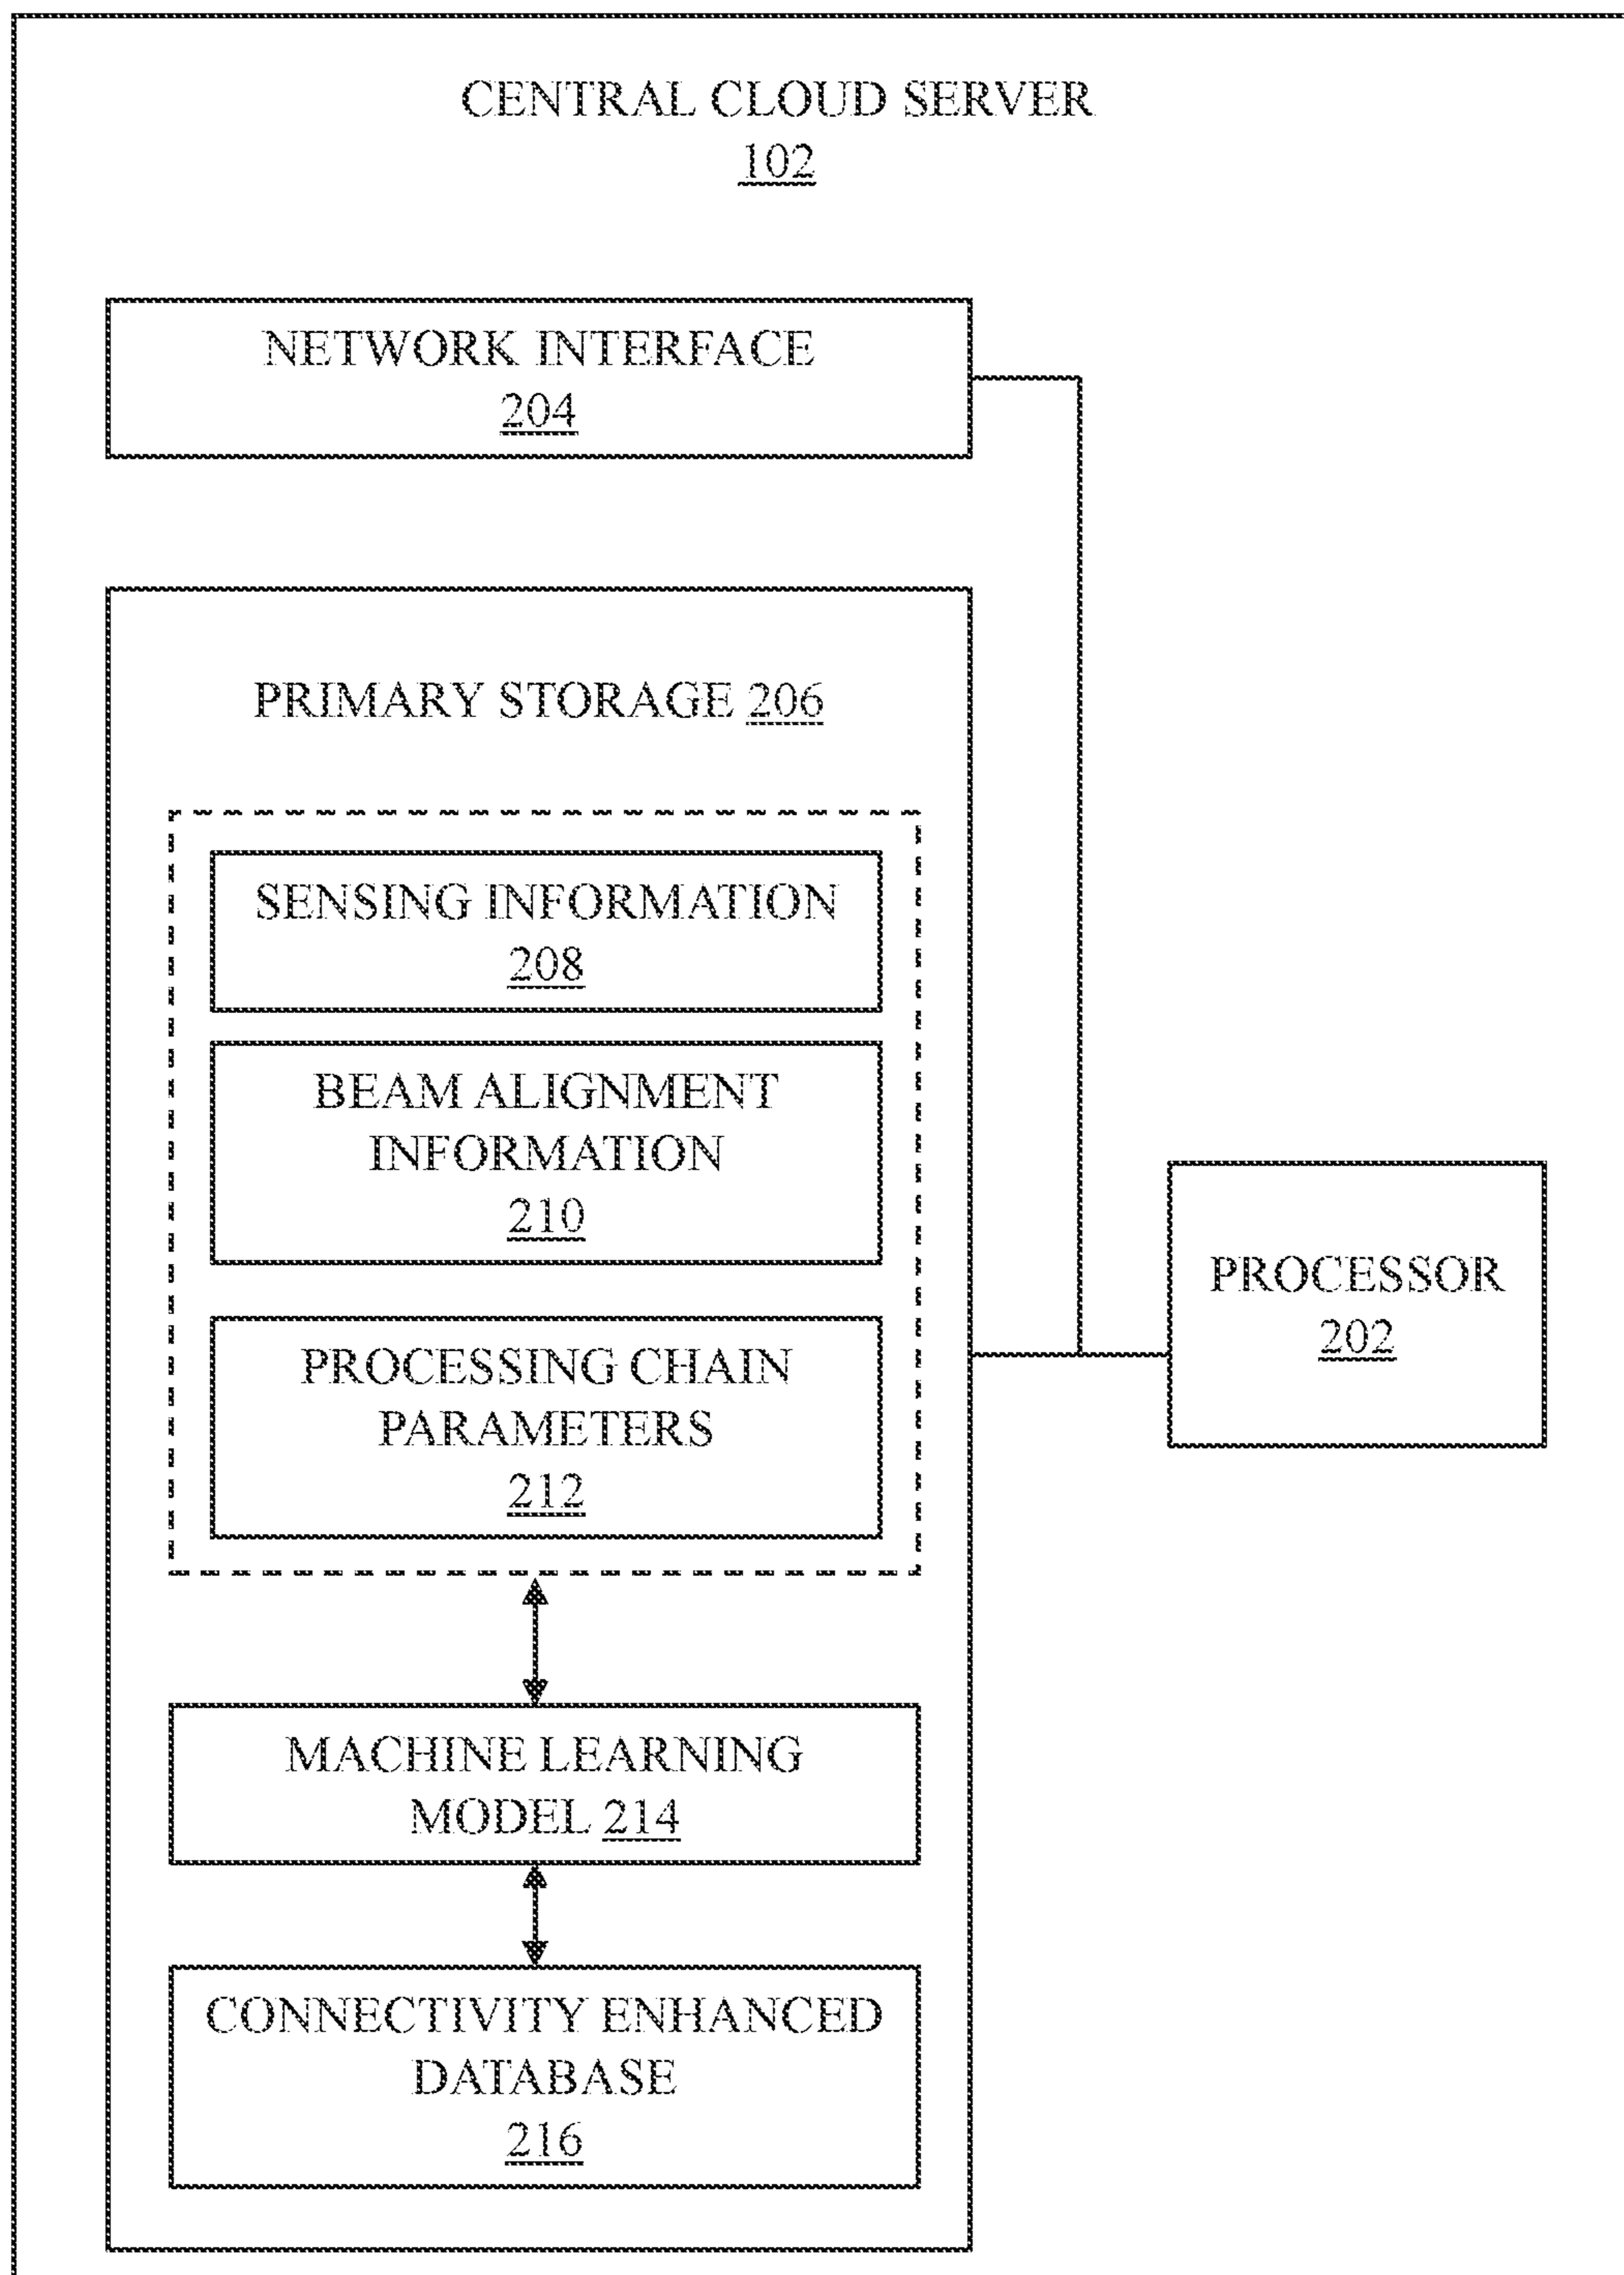 CENTRAL CLOUD SERVER
102
NETWORK INTERFACE
204
PRIMARY STORAGE 206
SENSING INFORMATION
208
BEAM ALIGNMENT
INFORMATION
210
PROCESSING CHAIN
PARAMETERS
212
PROCESSOR
202
MACHINE LEARNING
MODEL 214
CONNECTIVITY ENHANCED
DATABASE
216